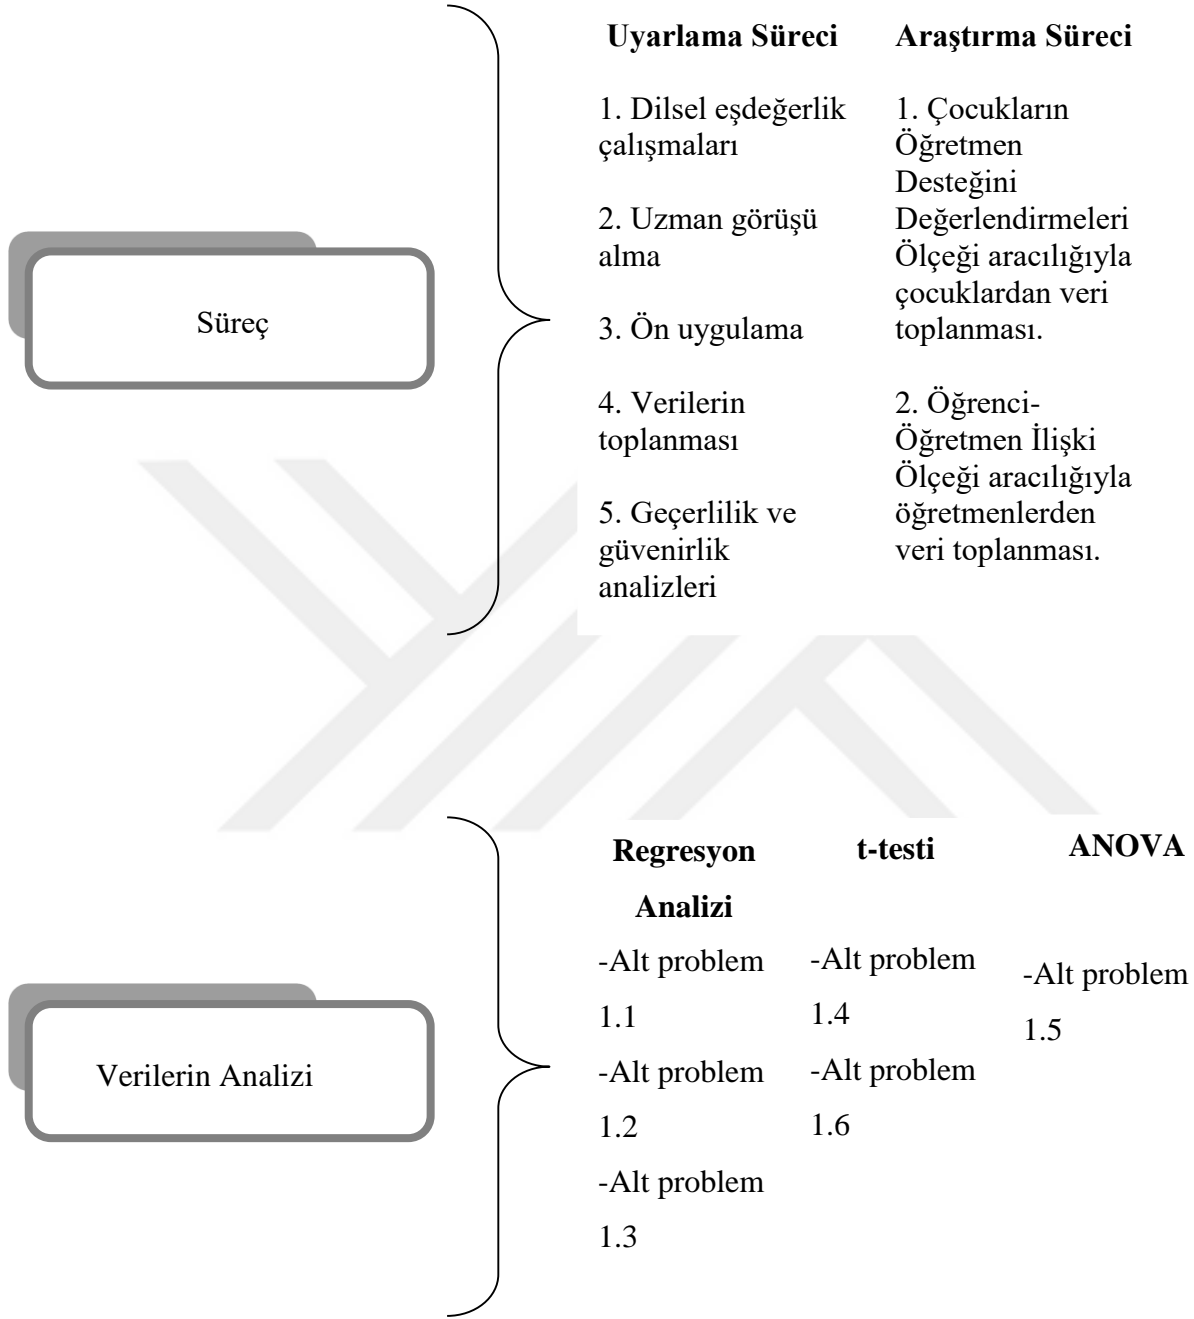 Süreç
Uyarlama Süreci
1. Dilsel eşdeğerlik
çalışmaları
2. Uzman görüşü
alma
3. Ön uygulama
4. Verilerin
toplanması
5. Geçerlilik ve
güvenirlik
analizleri
Araştırma Süreci
1. Çocukların
Öğretmen
Desteğini
Değerlendirmeleri
Ölçeği aracılığıyla
çocuklardan veri
toplanması.
2. Öğrenci-
Öğretmen İlişki
Ölçeği aracılığıyla
öğretmenlerden
veri toplanması.
Verilerin Analizi
Regresyon
Analizi
-Alt problem
1.1
-Alt problem
1.2
-Alt problem
1.3
t-testi
-Alt problem
1.4
-Alt problem
1.6
ANOVA
-Alt problem
1.5